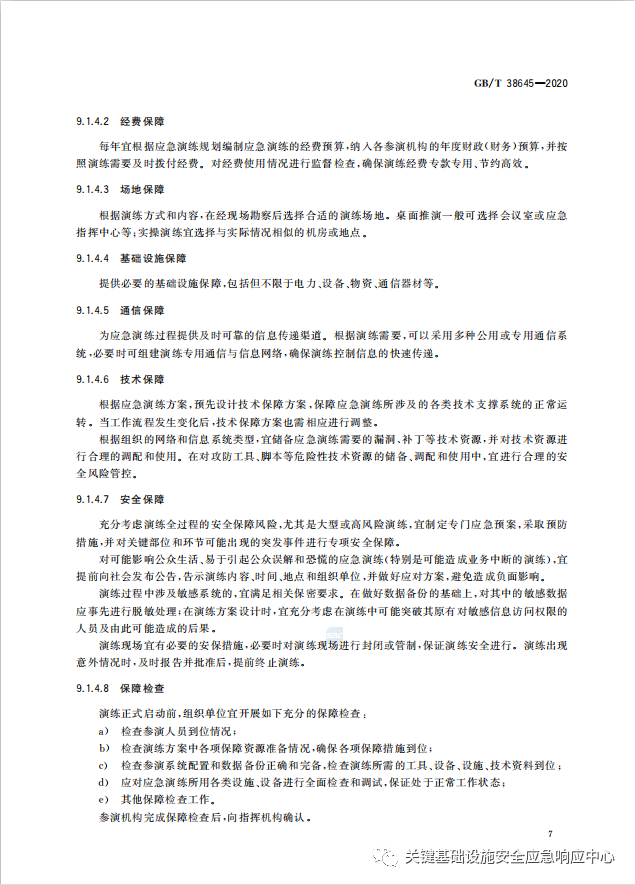 GB/T 38645—2020
9.1.4.2 经费保障
每年宜根据应急演练规划编制应急演练的经费预算,纳入各参演机构的年度财政(财务)预算,并按
照演练需要及时拨付经费。对经费使用情况进行监督检查,确保演练经费专款专用、节约高效。
9.1.4.3 场地保障
根据演练方式和内容,在经现场勘察后选择合适的演练场地。桌面推演一般可选择会议室或应急
指挥中心等;实操演练宜选择与实际情况相似的机房或地点。
9.1.4.4 基础设施保障
提供必要的基础设施保障,包括但不限于电力、设备、物资、通信器材等。
9.1.4.5 通信保障
为应急演练过程提供及时可靠的信息传递渠道。根据演练需要,可以采用多种公用或专用通信系
统,必要时可组建演练专用通信与信息网络,确保演练控制信息的快速传递。
9.1.4.6 技术保障
根据应急演练方案,预先设计技术保障方案,保障应急演练所涉及的各类技术支撑系统的正常运
转。当工作流程发生变化后,技术保障方案也需相应进行调整。
根据组织的网络和信息系统类型,宜储备应急演练需要的漏洞、补丁等技术资源,并对技术资源进
行合理的调配和使用。在对攻防工具、脚本等危险性技术资源的储备、调配和使用中,宜进行合理的安
全风险管控。
9.1.4.7 安全保障
充分考虑演练全过程的安全保障风险,尤其是大型或高风险演练,宜制定专门应急预案,采取预防
措施,并对关键部位和环节可能出现的突发事件进行专项安全保障。
对可能影响公众生活、易于引起公众误解和恐慌的应急演练(特别是可能造成业务中断的演练),宜
提前向社会发布公告,告示演练内容、时间、地点和组织单位,并做好应对方案,避免造成负面影响。
演练过程中涉及敏感系统的,宜满足相关保密要求。在做好数据备份的基础上,对其中的敏感数据
应事先进行脱敏处理;在演练方案设计时,宜充分考虑在演练中可能突破其原有对敏感信息访问权限的
人员及由此可能造成的后果。
演练现场宜有必要的安保措施,必要时对演练现场进行封闭或管制,保证演练安全进行。演练出现
意外情况时,及时报告并批准后,提前终止演练。
9.1.4.8 保障检查
演练正式启动前,组织单位宜开展如下充分的保障检查:
a) 检查参演人员到位情况;
b) 检查演练方案中各项保障资源准备情况,确保各项保障措施到位;
c) 检查参演系统配置和数据备份正确和完备,检查演练所需的工具、设备、设施、技术资料到位;
d) 应对应急演练所用各类设施、设备进行全面检查和调试,保证处于正常工作状态;
e) 其他保障检查工作。
参演机构完成保障检查后,向指挥机构确认。
7
关键基础设施安全应急响应中心